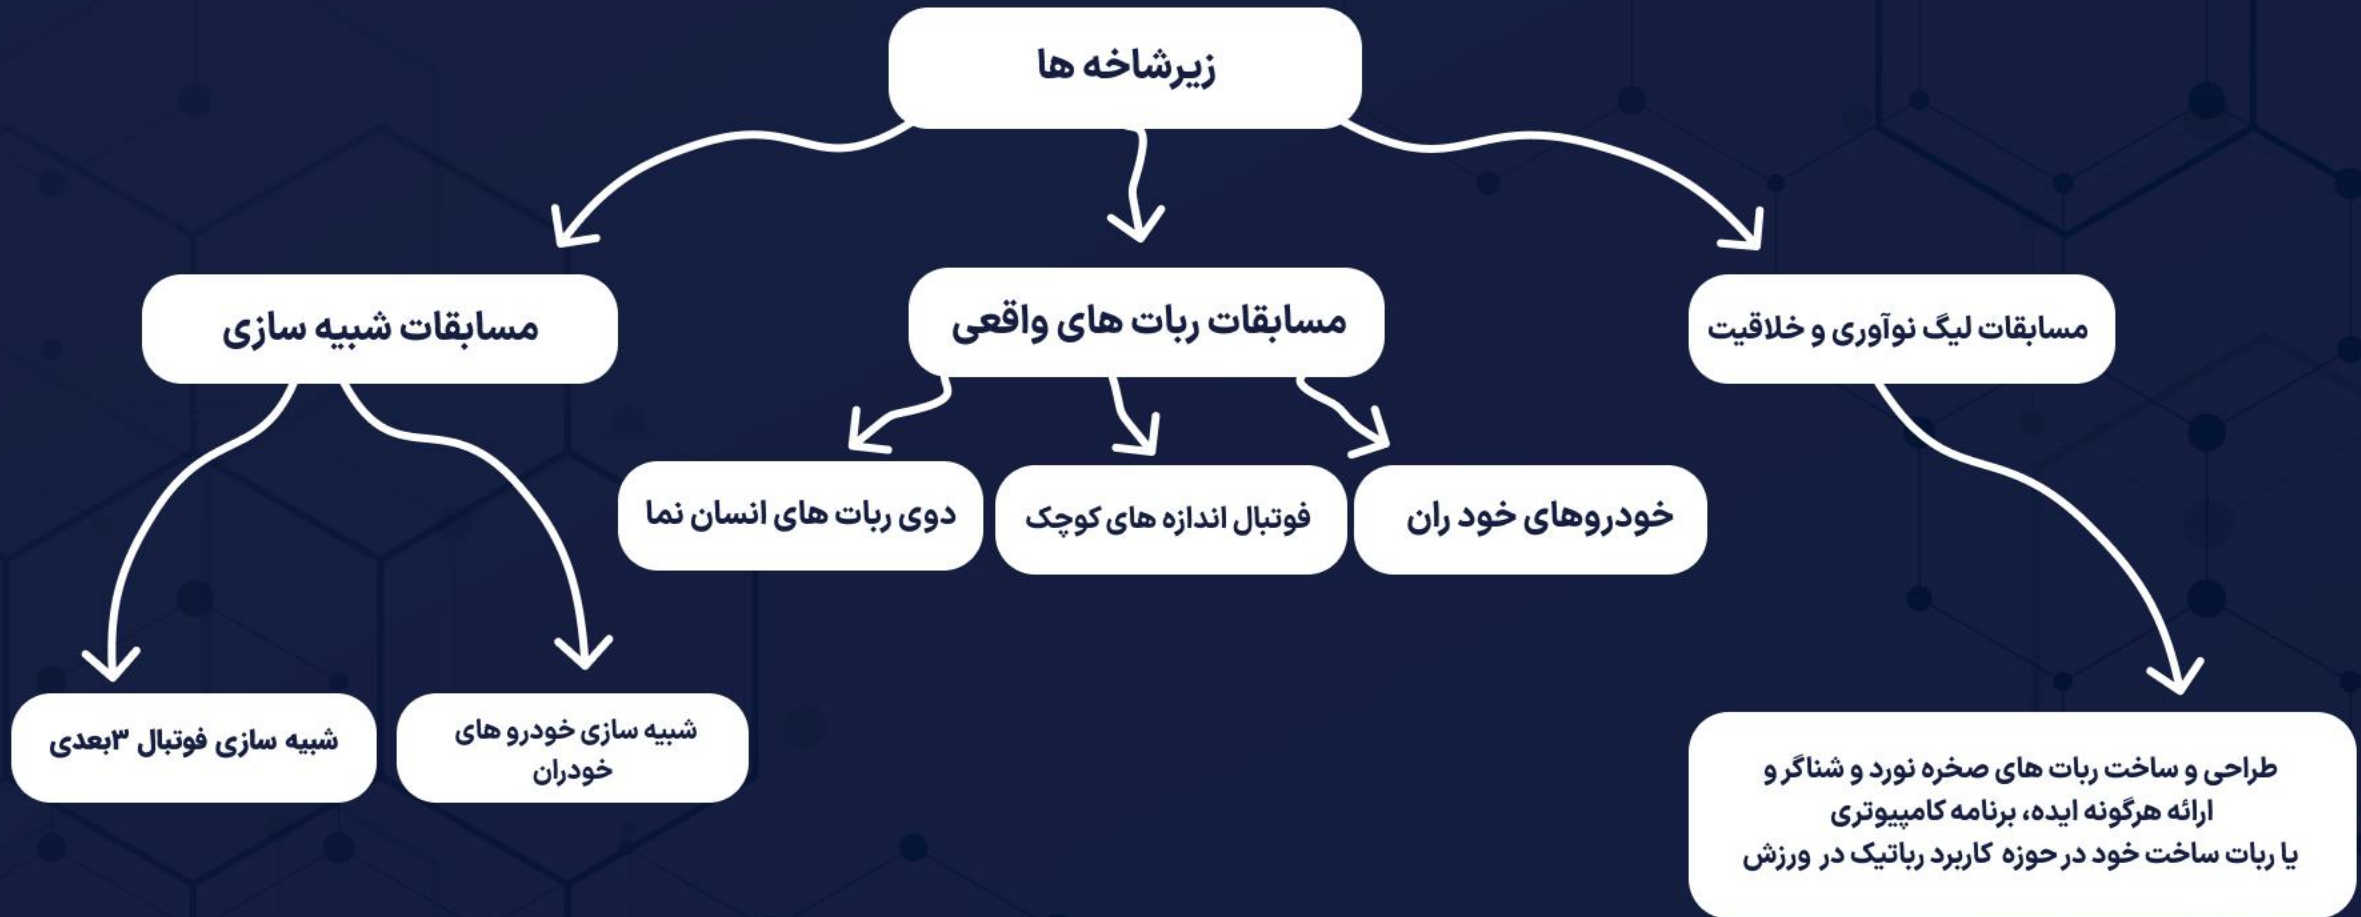 زیرشاخه ها
مسابقات لیگ نوآوری و خلاقیت
مسابقات ربات های واقعی
مسابقات شبیه سازی
خودروهای خود ران
فوتبال اندازه های کوچک
دوی ربات های انسان نما
طراحی و ساخت ربات های صخره نورد و شناگر و
ارائه هرگونه ایده، برنامه کامپیوتری
یا ربات ساخت خود در حوزه کاربرد رباتیک در ورزش
شبیه سازی خودرو های
خودران
شبیه سازی فوتبال ۳بعدی